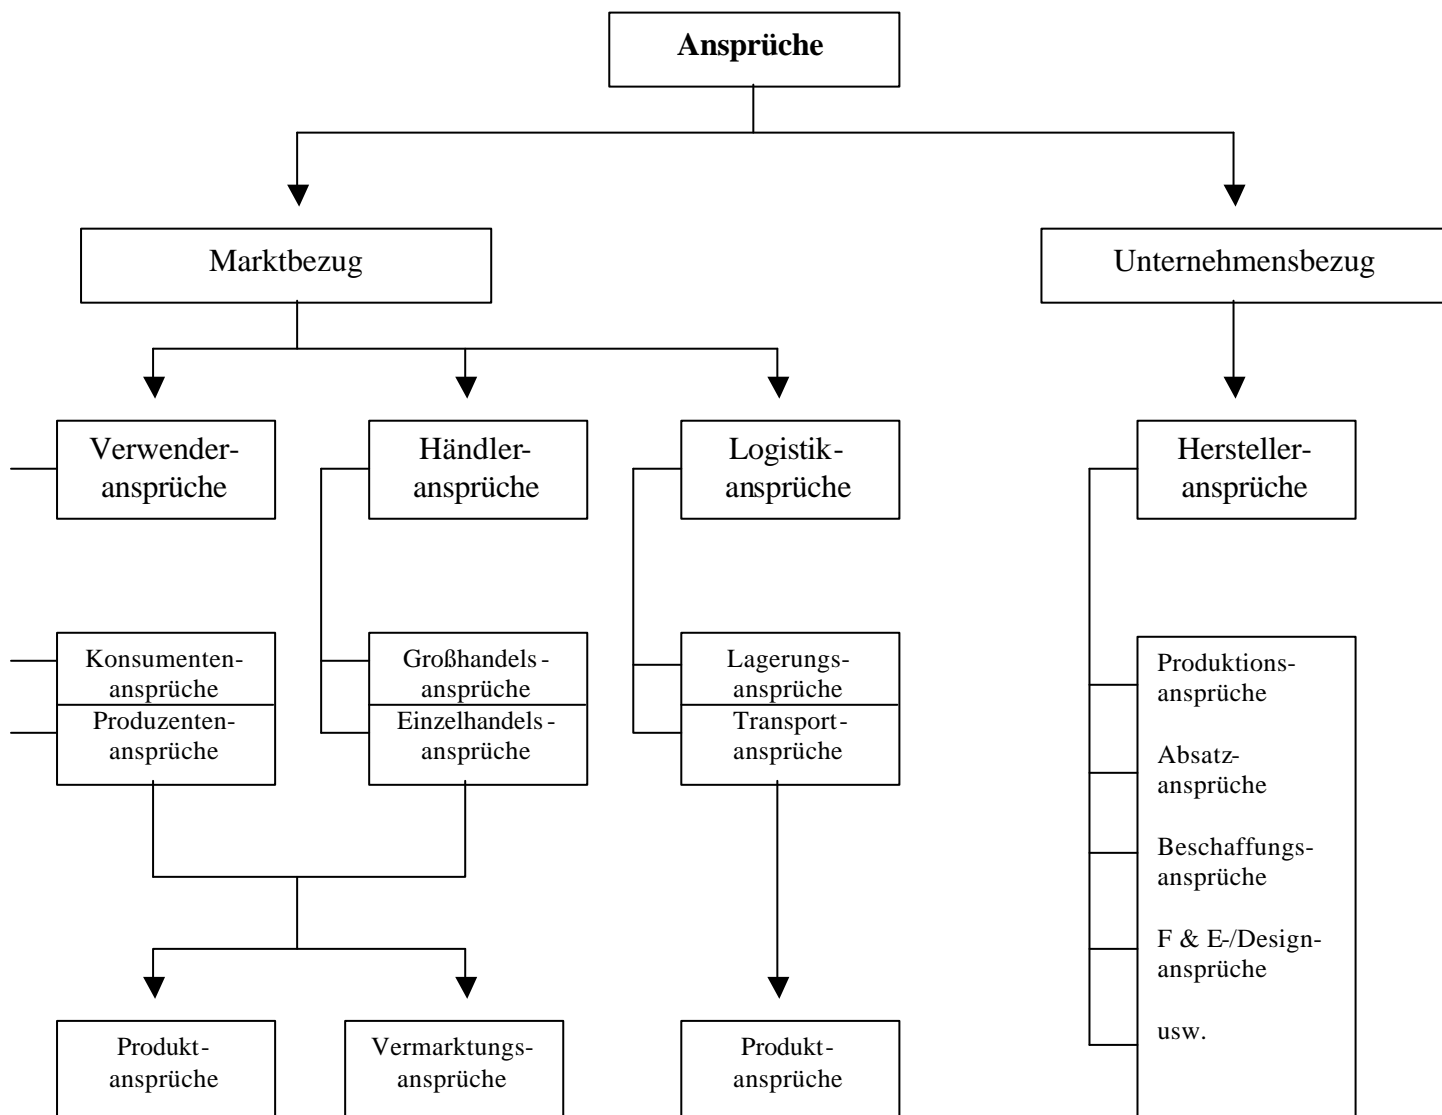 Ansprüche
Marktbezug
Unternehmensbezug
Verwender-
ansprüche
Händler-
ansprüche
Logistik-
ansprüche
Hersteller-
ansprüche
Konsumenten-
ansprüche
Produzenten-
ansprüche
Großhandels-
ansprüche
Einzelhandels-
ansprüche
Lagerungs-
ansprüche
Transport-
ansprüche
Produktions-
ansprüche
Absatz-
ansprüche
Beschaffungs-
ansprüche
F & E-/Design-
ansprüche
usw.
Produkt-
ansprüche
Vermarktungs-
ansprüche
Produkt-
ansprüche